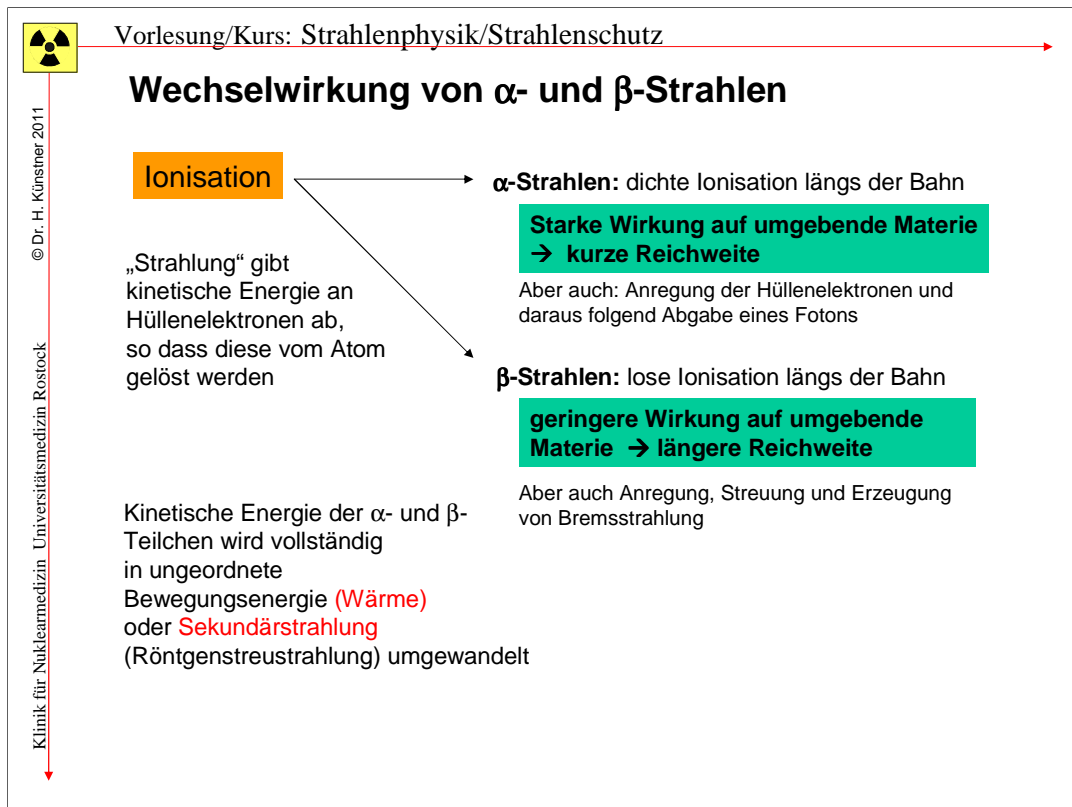 Vorlesung/Kurs: Strahlenphysik/Strahlenschutz
Wechselwirkung von α- und β-Strahlen
© Dr. H. Künstner 2011
Klinik für Nuklearmedizin Universitätsmedizin Rostock
Ionisation
„Strahlung“ gibt
kinetische Energie an
Hüllenelektronen ab,
so dass diese vom Atom
gelöst werden
α-Strahlen: dichte Ionisation längs der Bahn
Starke Wirkung auf umgebende Materie
→ kurze Reichweite
Aber auch: Anregung der Hüllenelektronen und
daraus folgend Abgabe eines Fotons
β-Strahlen: lose Ionisation längs der Bahn
geringere Wirkung auf umgebende
Materie → längere Reichweite
Aber auch Anregung, Streuung und Erzeugung
von Bremsstrahlung
Kinetische Energie der α- und β-
Teilchen wird vollständig
in ungeordnete
Bewegungsenergie (Wärme)
oder Sekundärstrahlung
(Röntgenstreustrahlung) umgewandelt